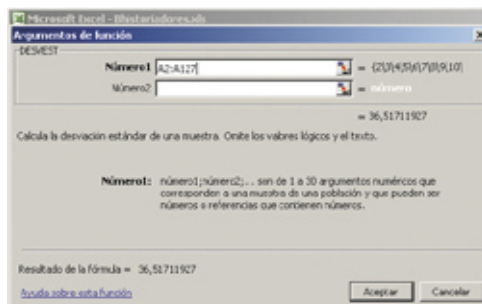 Microsoft Excel - Bhistoriadores.xls
Argumentos de función
DESVEST
Número1 A2:A127 = {2\3\4\5\6\7\8\9\10\
Número2 = número
= 36,51711927
Calcula la desviación estándar de una muestra. Omite los valores lógicos y el texto.
Número1: número1;número2;... son de 1 a 30 argumentos numéricos que
corresponden a una muestra de una población y que pueden ser
números o referencias que contienen números.
Resultado de la fórmula = 36,51711927
Ayuda sobre esta función Aceptar Cancelar